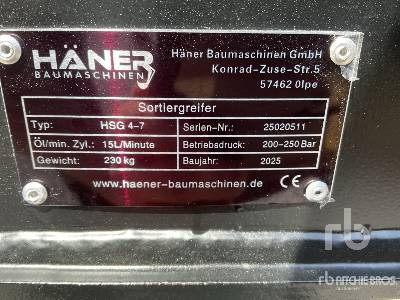 HÄNER
BAUMASCHINEN
Häner Baumaschinen GmbH
Konrad-Zuse-Str.5
57462 Olpe
Sortiergreifer
Typ: HSG 4-7 Serien-Nr.: 25020511
Öl/min. Zyl.: 15L/Minute Betriebsdruck: 200-250 Bar
Gewicht: 230 kg Baujahr: 2025
www.haener-baumaschinen.de CE
rb
RITCHIE BROS